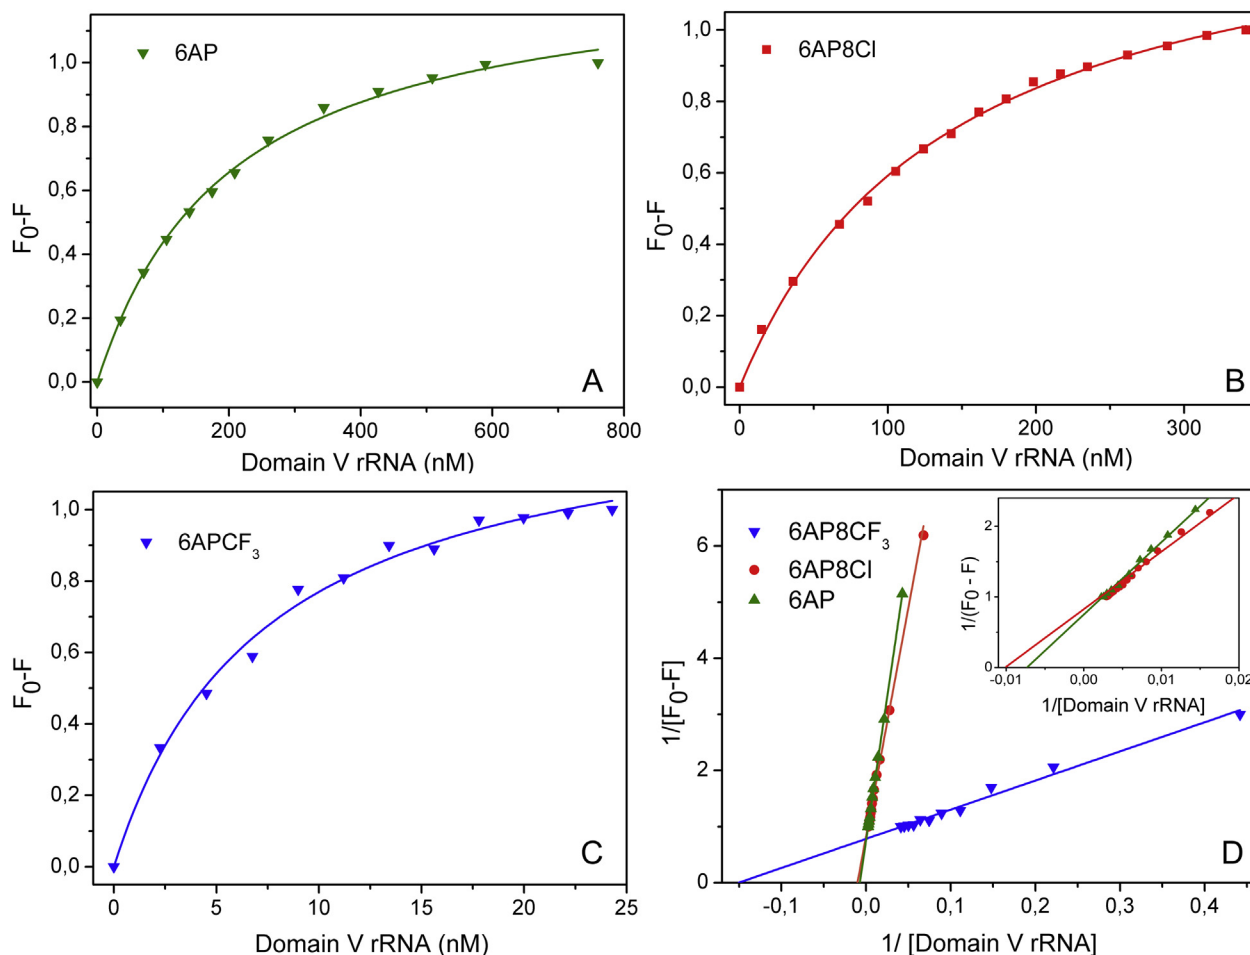 6AP
F0-F
1,0
0,8
0,6
0,4
0,2
0,0
A
0 200 400 600 800
Domain V rRNA (nM)
6AP8Cl
F0-F
1,0
0,8
0,6
0,4
0,2
0,0
B
0 100 200 300
Domain V rRNA (nM)
6APCF3
F0-F
1,0
0,8
0,6
0,4
0,2
0,0
C
0 5 10 15 20 25
Domain V rRNA (nM)
6AP8CF3
6AP8Cl
6AP
1/[F0-F]
6
4
2
0
D
-0,1 0,0 0,1 0,2 0,3 0,4
1/ [Domain V rRNA]
1/(F0 - F)
2
1
0
-0,01 0,00 0,01 0,02
1/[Domain V rRNA]